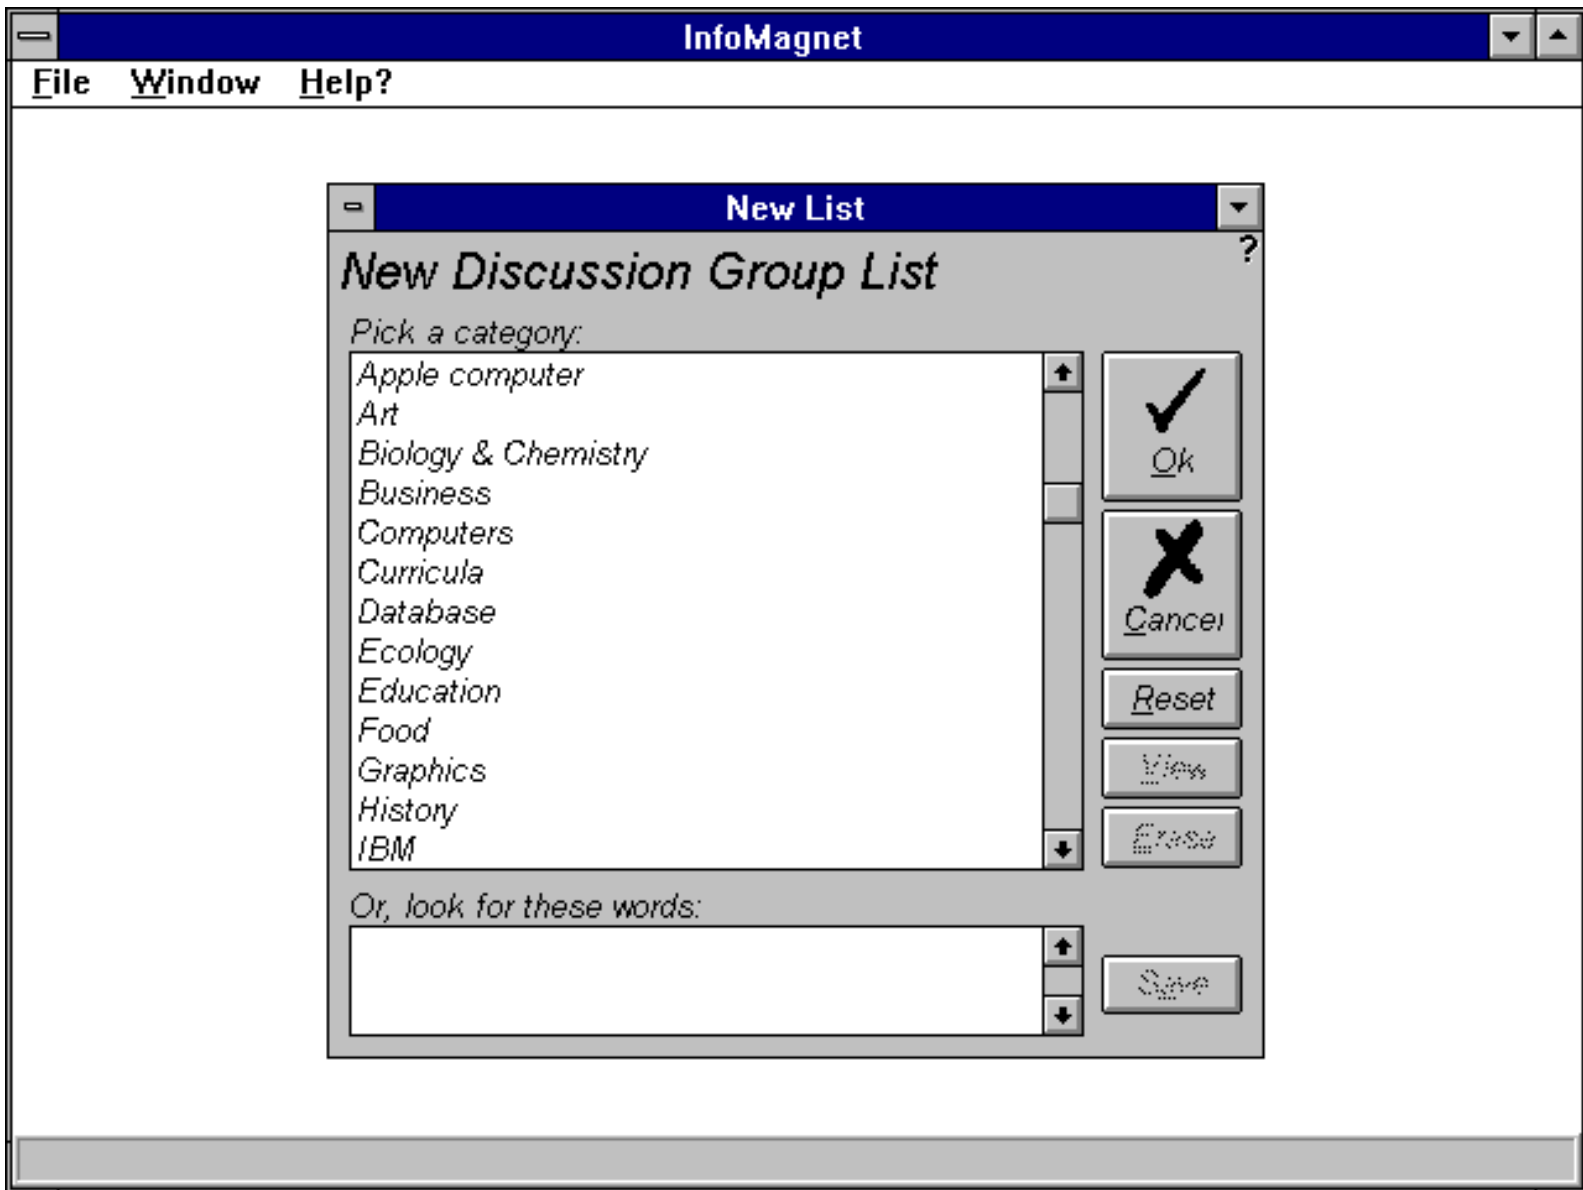 InfoMagnet
File Window Help?
New List
?
New Discussion Group List
Pick a category:
Apple computer
Art
Biology & Chemistry
Business
Computers
Curricula
Database
Ecology
Education
Food
Graphics
History
IBM
Ok
Cancel
Reset
View
Erase
Or, look for these words:
Save